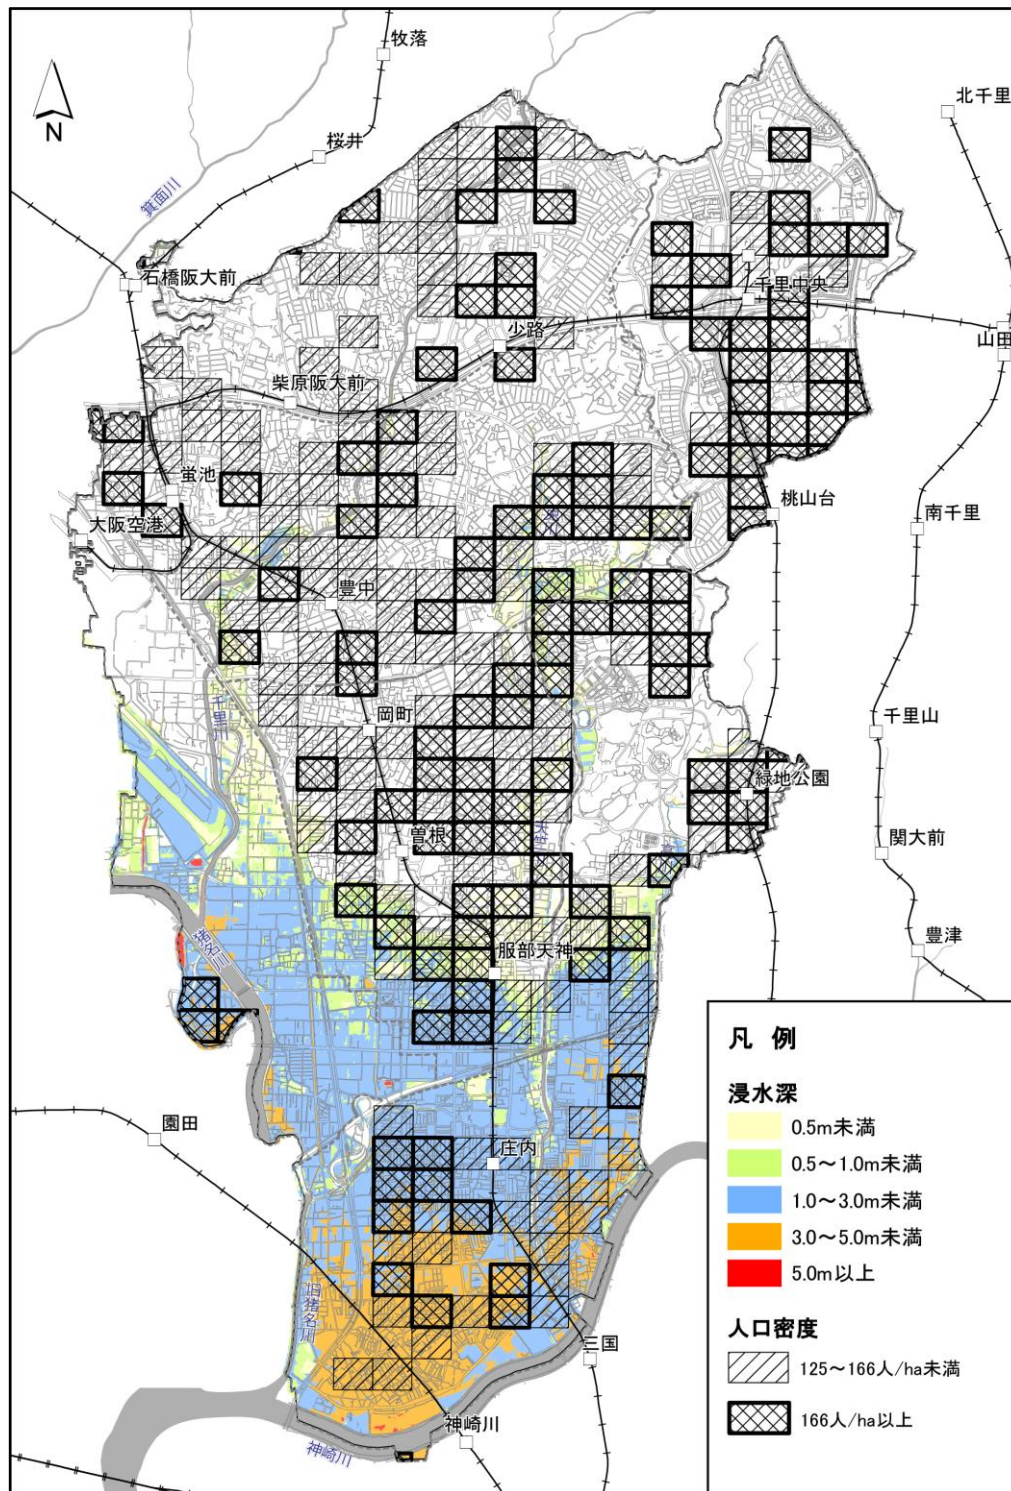 牧落
北千里
N
桜井
箕面川
石橋阪大前
千里中央
少路
山田
柴原阪大前
蛍池
桃山台
南千里
大阪空港
豊中
千里川
岡町
千里山
緑地公園
曽根
関大前
服部天神
豊津
猪名川
園田
庄内
旧猪名川
三国
神崎川
神崎川
凡 例
浸水深
0.5m未満
0.5～1.0m未満
1.0～3.0m未満
3.0～5.0m未満
5.0m以上
人口密度
125～166人/ha未満
166人/ha以上